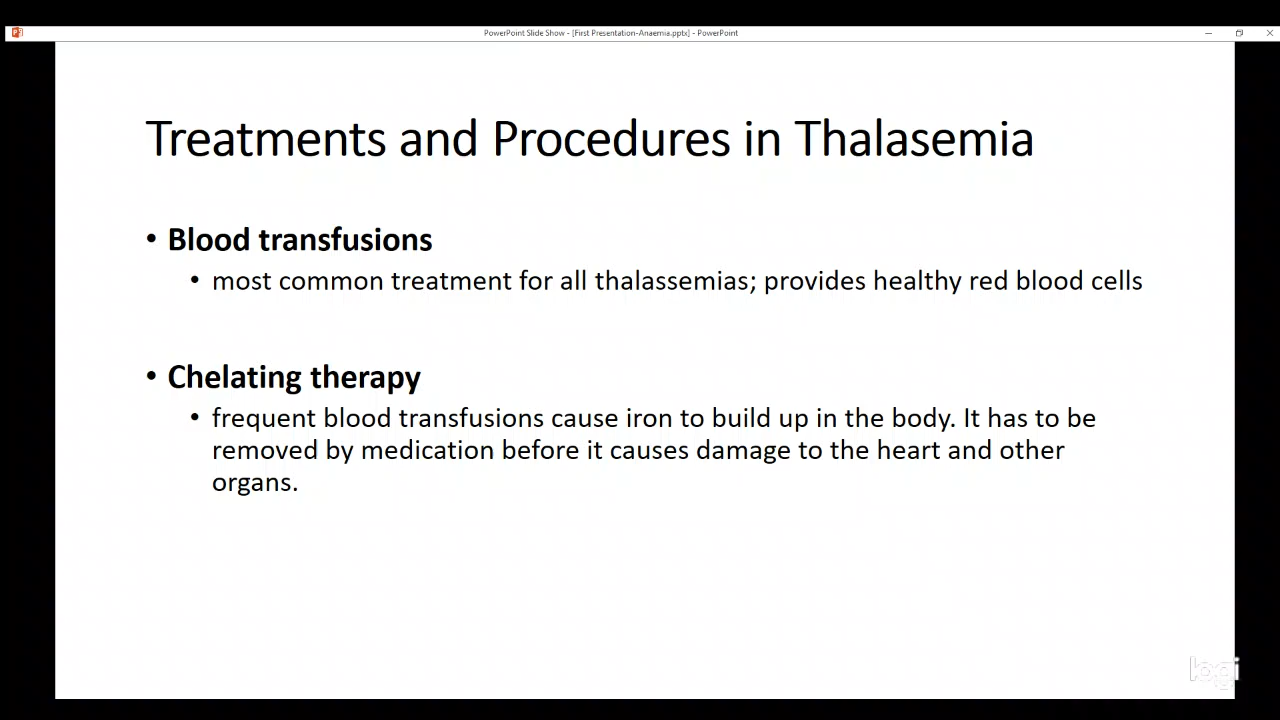 PowerPoint Slide Show - [First Presentation-Anaemia.pptx] - PowerPoint
Treatments and Procedures in Thalasemia
• Blood transfusions
• most common treatment for all thalassemias; provides healthy red blood cells
• Chelating therapy
• frequent blood transfusions cause iron to build up in the body. It has to be
removed by medication before it causes damage to the heart and other
organs.
logi